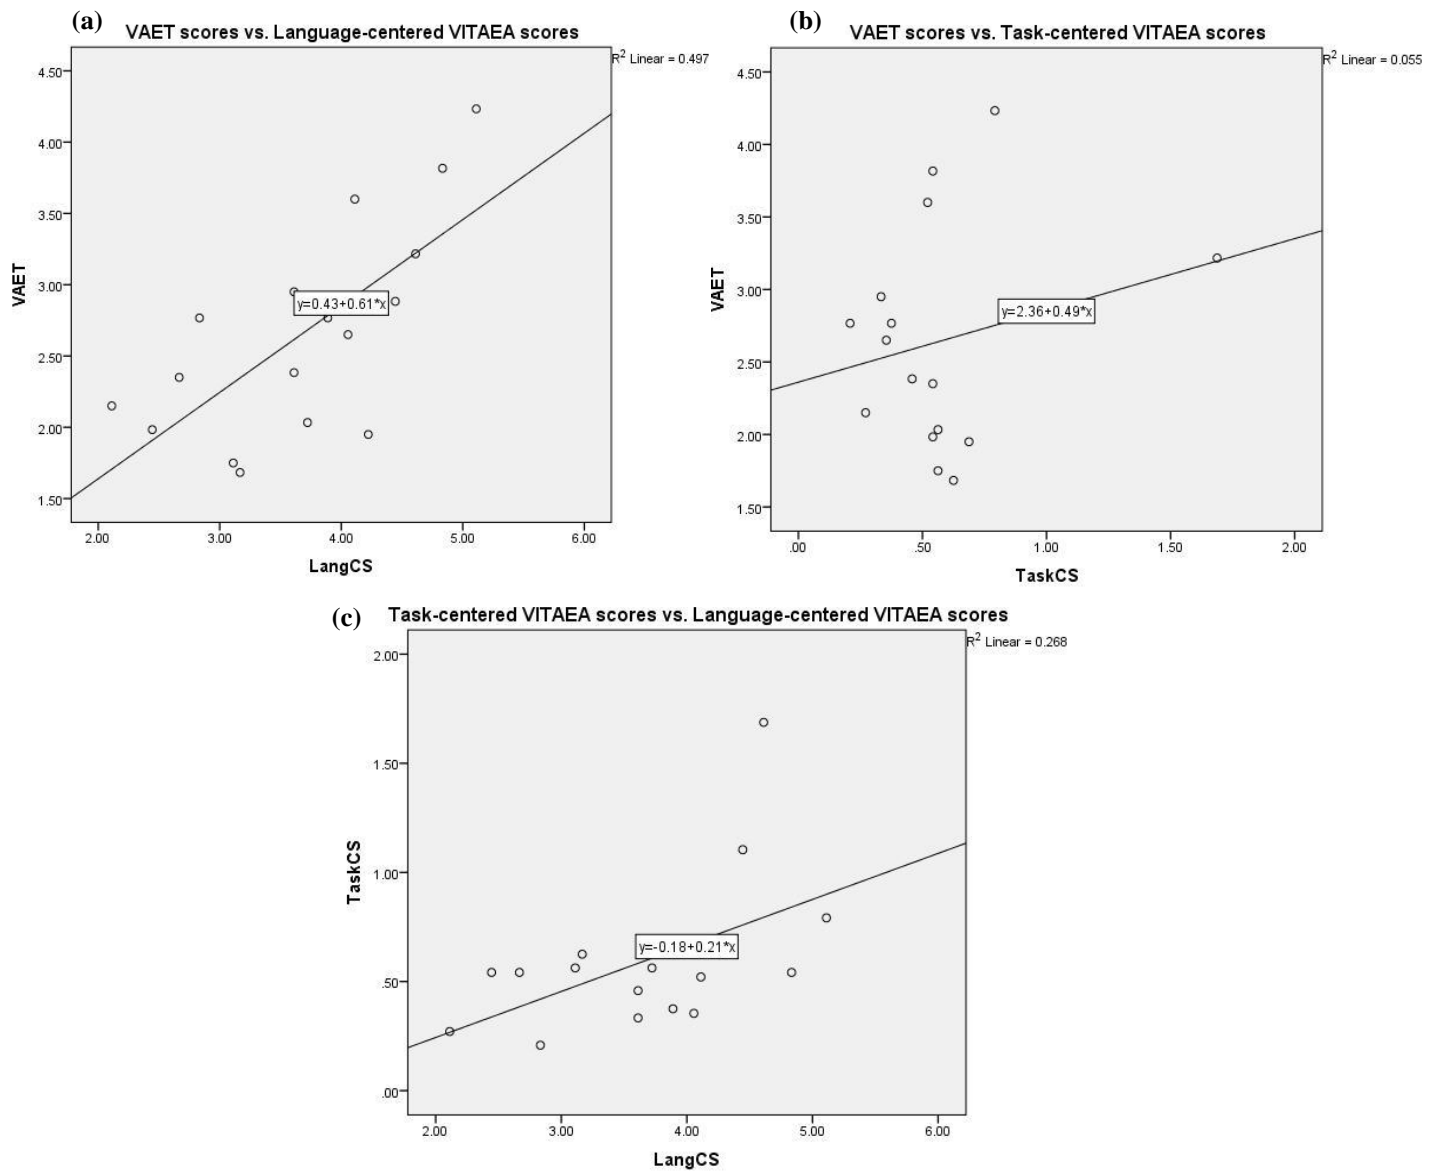 (a)
VAET scores vs. Language-centered VITAEA scores
R2 Linear = 0.497
4.50
4.00
3.50
3.00
2.50
2.00
1.50
VAET
y=0.43+0.61*x
2.00 3.00 4.00 5.00 6.00
LangCS
(b)
VAET scores vs. Task-centered VITAEA scores
R2 Linear = 0.055
4.50
4.00
3.50
3.00
2.50
2.00
1.50
VAET
y=2.36+0.49*x
.00 .50 1.00 1.50 2.00
TaskCS
(c)
Task-centered VITAEA scores vs. Language-centered VITAEA scores
R2 Linear = 0.268
2.00
1.50
1.00
.50
.00
TaskCS
y=-0.18+0.21*x
2.00 3.00 4.00 5.00 6.00
LangCS